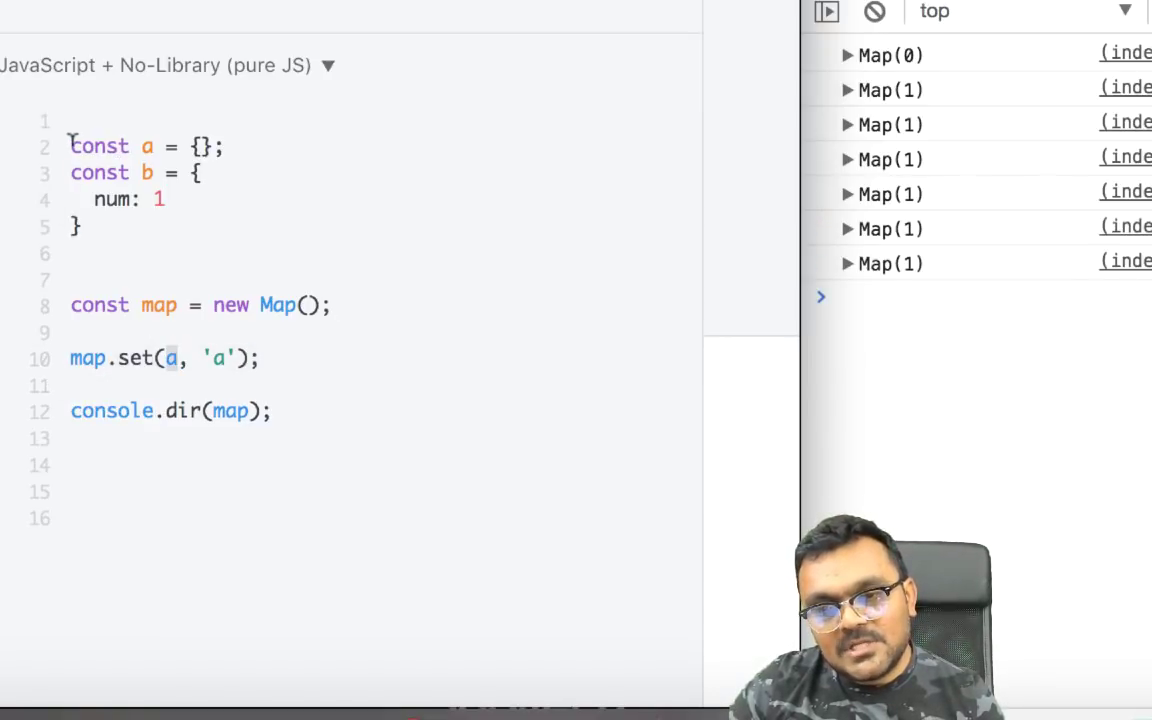 top
JavaScript + No-Library (pure JS)
1
2 const a = {};
3 const b = {
4 num: 1
5 }
6
7
8 const map = new Map();
9
10 map.set(a, 'a');
11
12 console.dir(map);
13
14
15
16
Map(0) (inde
Map(1) (inde
Map(1) (inde
Map(1) (inde
Map(1) (inde
Map(1) (inde
Map(1) (inde
>